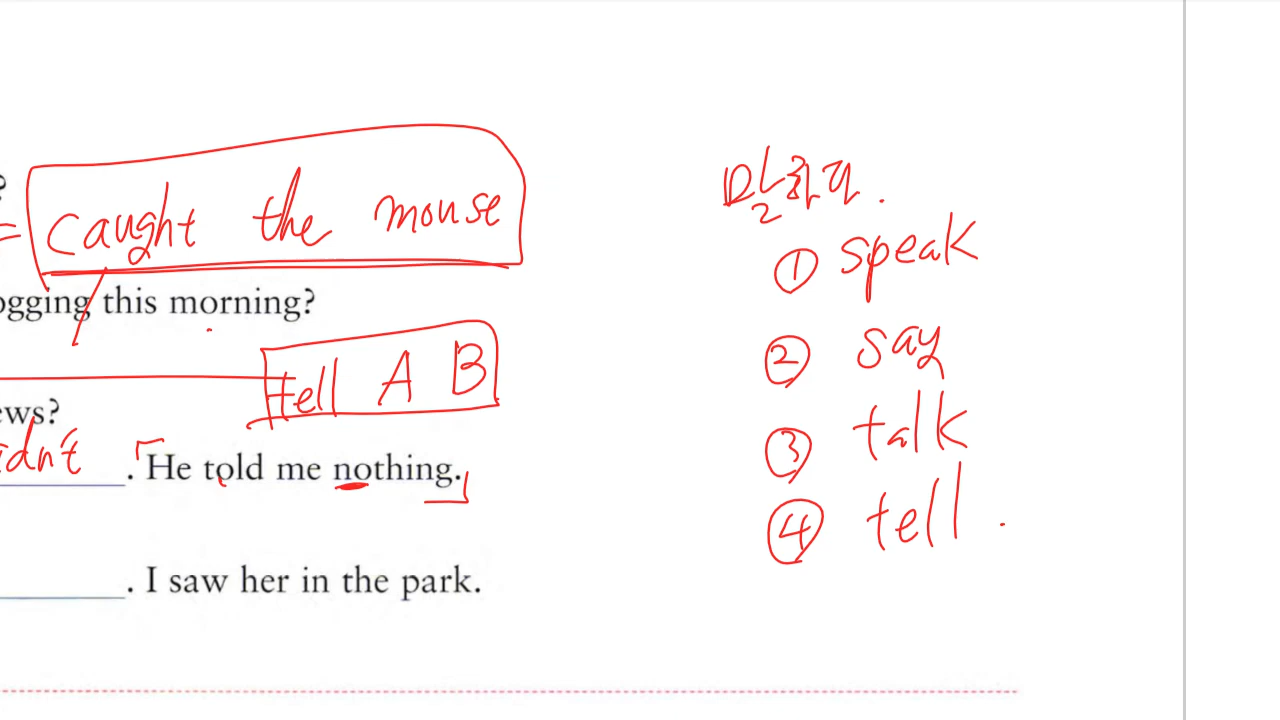 ?
= caught the mouse
ogging this morning?
tell A B
ews?
idn't . He told me nothing.
. I saw her in the park.
말하다.
① speak
② say
③ talk
④ tell.